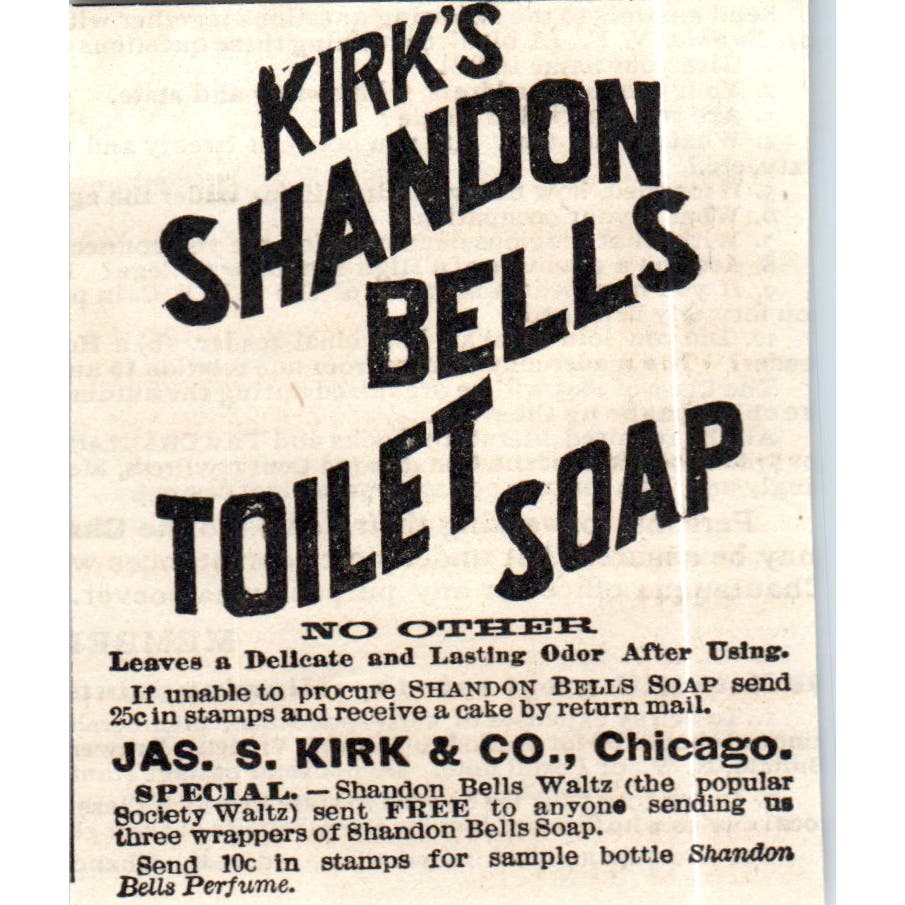 KIRK'S
SHANDON
BELLS
TOILET SOAP
NO OTHER
Leaves a Delicate and Lasting Odor After Using.
If unable to procure SHANDON BELLS SOAP send
25c in stamps and receive a cake by return mail.
JAS. S. KIRK & CO., Chicago.
SPECIAL. — Shandon Bells Waltz (the popular
Society Waltz) sent FREE to anyone sending us
three wrappers of Shandon Bells Soap.
Send 10c in stamps for sample bottle Shandon
Bells Perfume.